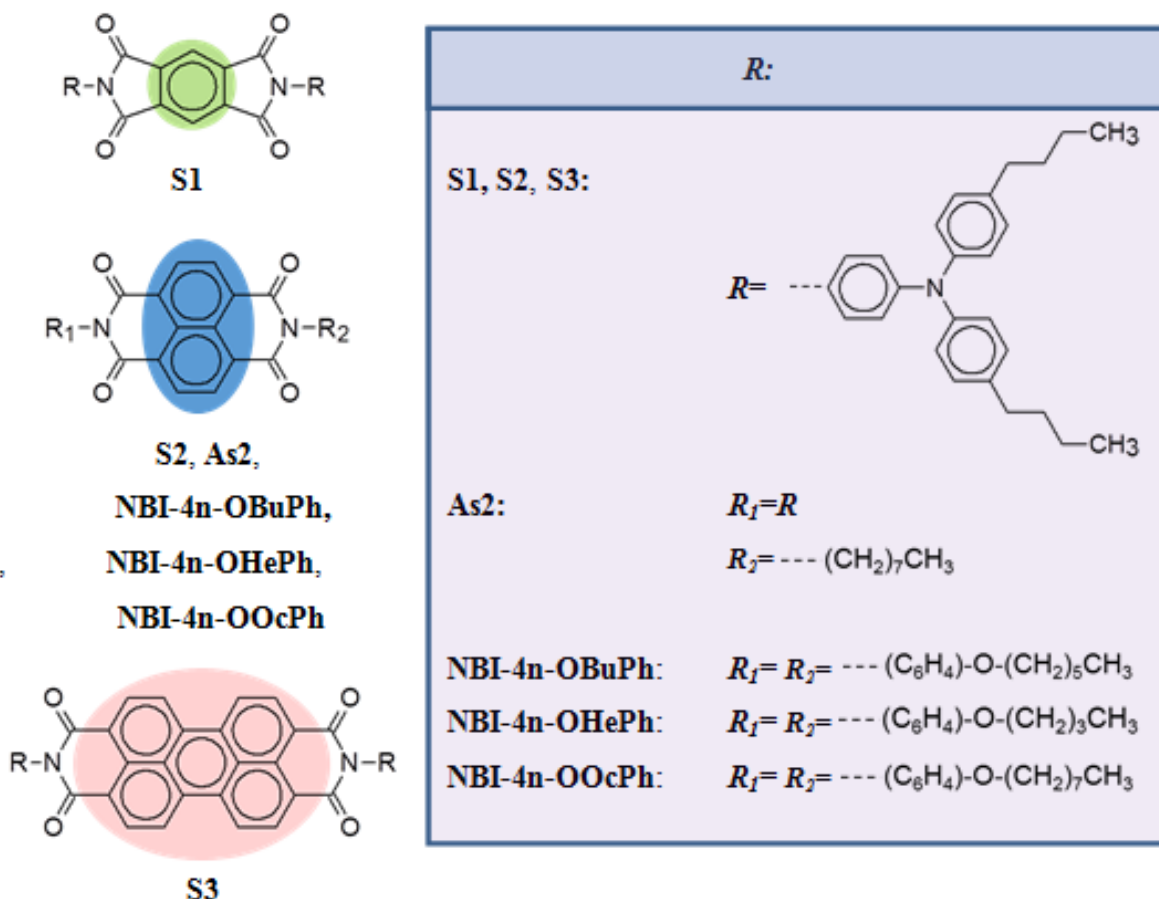 O O
R-N N-R
O O
S1
O O
R₁-N N-R₂
O O
S2, As2,
NBI-4n-OBuPh,
, NBI-4n-OHePh,
NBI-4n-OOcPh
O O
R-N N-R
O O
S3
R:
CH₃
S1, S2, S3:
R= --- N
CH₃
As2: R₁=R
R₂= --- (CH₂)₇CH₃
NBI-4n-OBuPh: R₁= R₂= --- (C₆H₄)-O-(CH₂)₅CH₃
NBI-4n-OHePh: R₁= R₂= --- (C₆H₄)-O-(CH₂)₃CH₃
NBI-4n-OOcPh: R₁= R₂= --- (C₆H₄)-O-(CH₂)₇CH₃